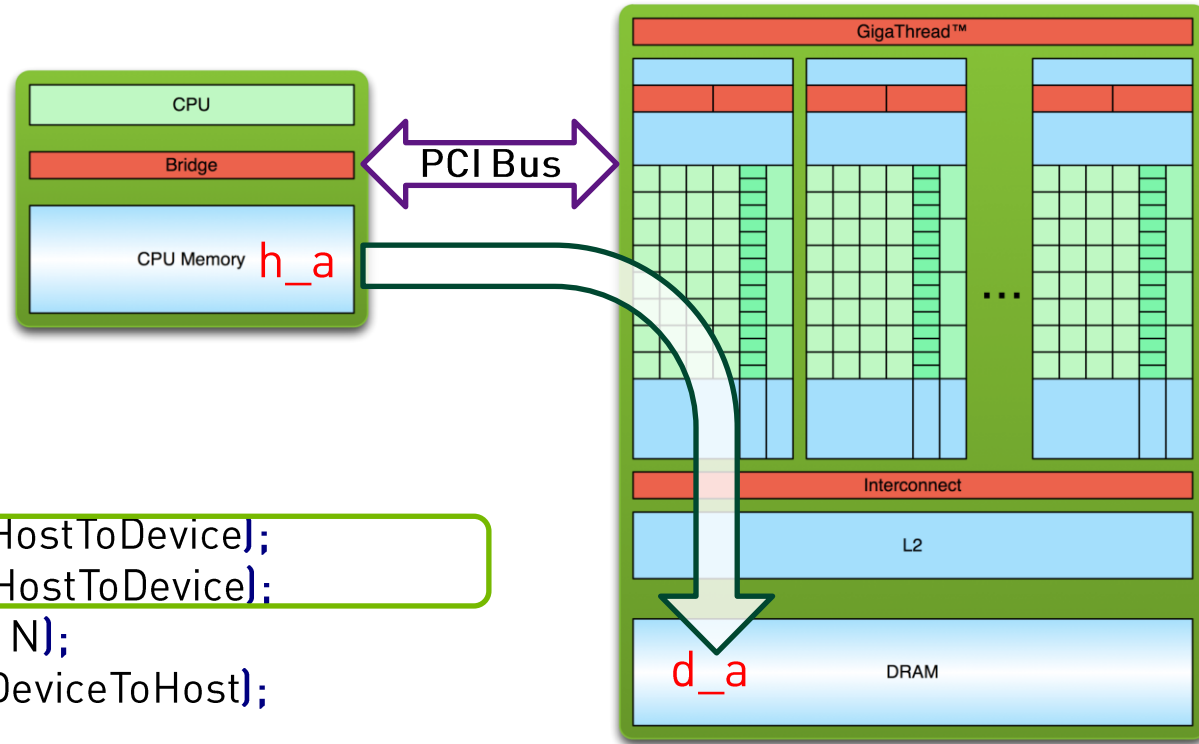 GigaThread™
CPU
Bridge
PCI Bus
CPU Memory h_a
...
Interconnect
L2
HostToDevice);
HostToDevice);
N);
DeviceToHost);
d_a
DRAM